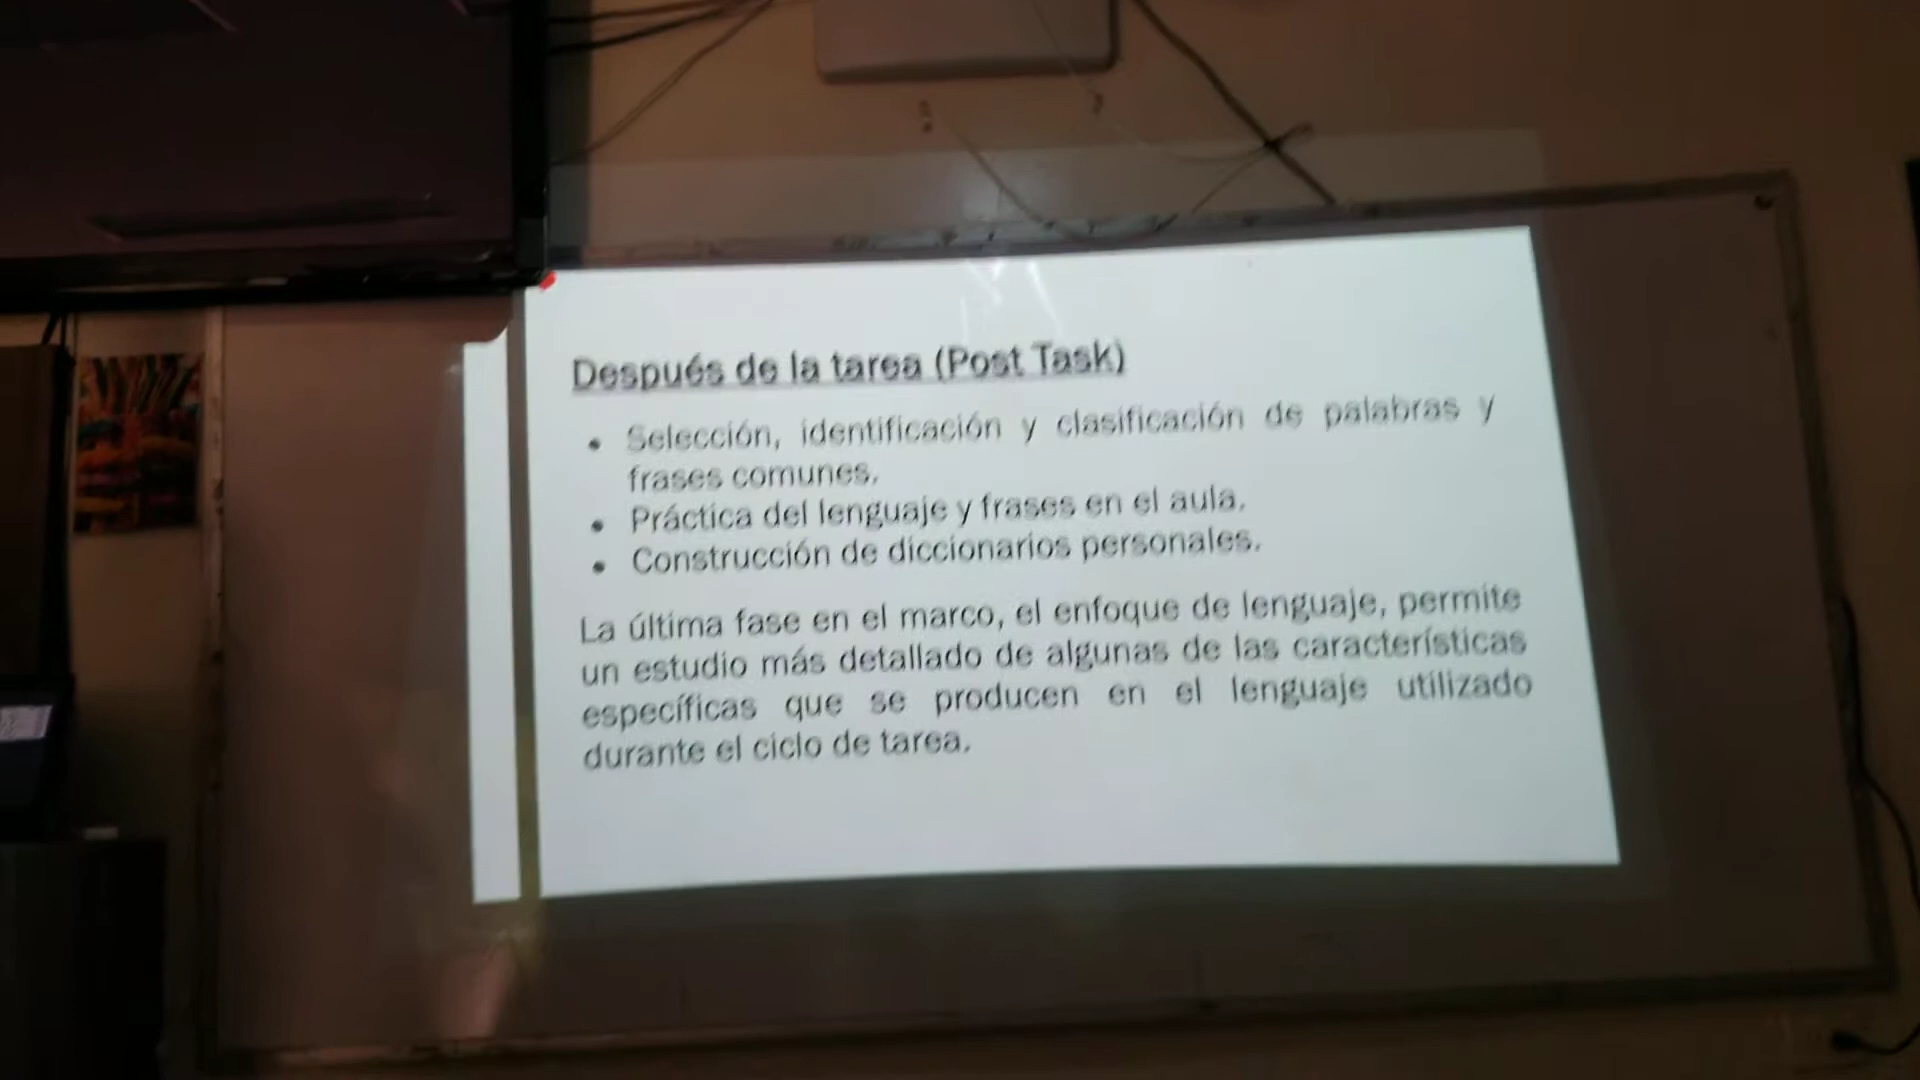 Después de la tarea (Post Task)
• Selección, identificación y clasificación de palabras y
frases comunes.
• Práctica del lenguaje y frases en el aula.
• Construcción de diccionarios personales.
La última fase en el marco, el enfoque de lenguaje, permite
un estudio más detallado de algunas de las características
específicas que se producen en el lenguaje utilizado
durante el ciclo de tarea.